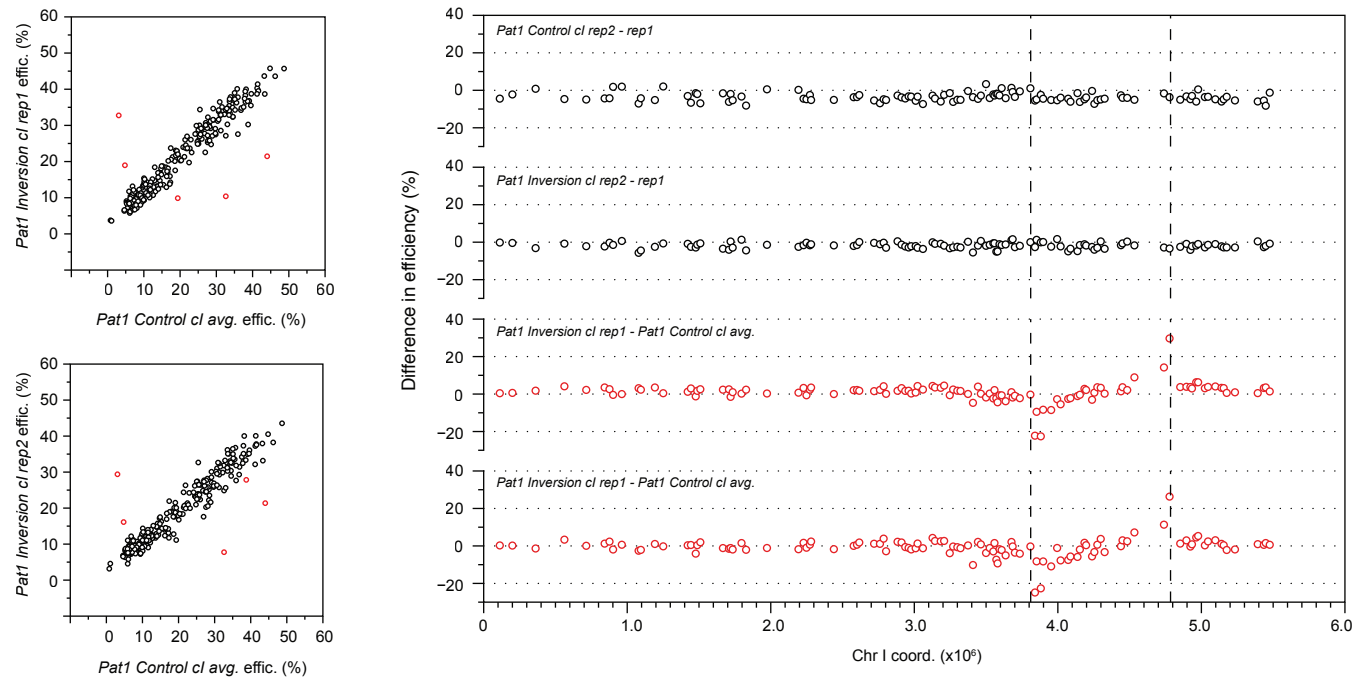 Pat1 Inversion cl rep1 effic. (%)
60
50
40
30
20
10
0
0 10 20 30 40 50 60
Pat1 Control cl avg. effic. (%)
Pat1 Inversion cl rep2 effic. (%)
60
50
40
30
20
10
0
0 10 20 30 40 50 60
Pat1 Control cl avg. effic. (%)
Difference in efficiency (%)
40
Pat1 Control cl rep2 - rep1
20
0
−20
40
Pat1 Inversion cl rep2 - rep1
20
0
−20
40
Pat1 Inversion cl rep1 - Pat1 Control cl avg.
20
0
−20
40
Pat1 Inversion cl rep1 - Pat1 Control cl avg.
20
0
−20
0 1.0 2.0 3.0 4.0 5.0 6.0
Chr I coord. (x10⁶)